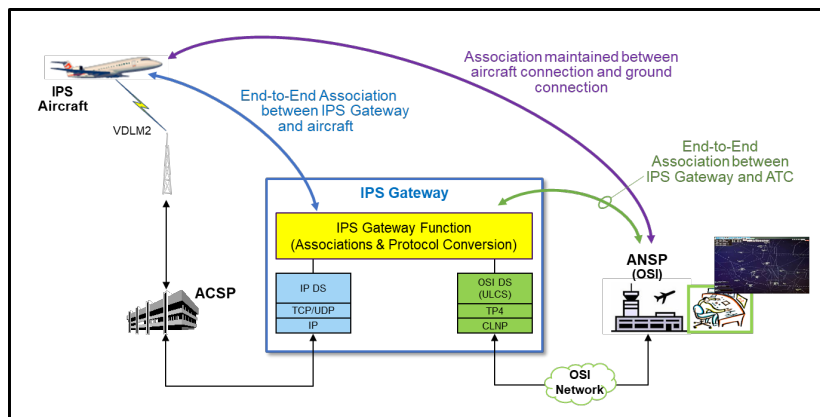 Association maintained between
aircraft connection and ground
connection
IPS
Aircraft
End-to-End Association
between IPS Gateway
and aircraft
VDLM2
End-to-End
Association between
IPS Gateway and ATC
IPS Gateway
IPS Gateway Function
(Associations & Protocol Conversion)
ANSP
(OSI)
ACSP
IP DS
TCP/UDP
IP
OSI DS
(ULCS)
TP4
CLNP
OSI
Network